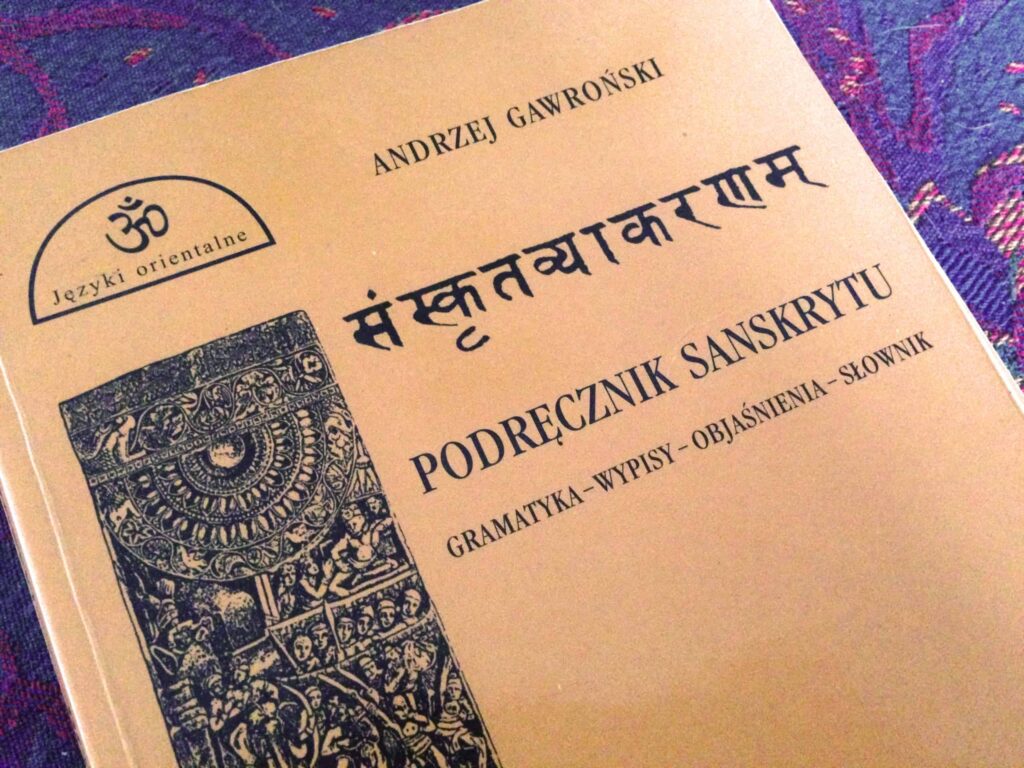 ANDRZEJ GAWROŃSKI
ॐ
Języki orientalne
संस्कृतव्याकरणम्
PODRĘCZNIK SANSKRYTU
GRAMATYKA – WYPISY – OBJAŚNIENIA – SŁOWNIK